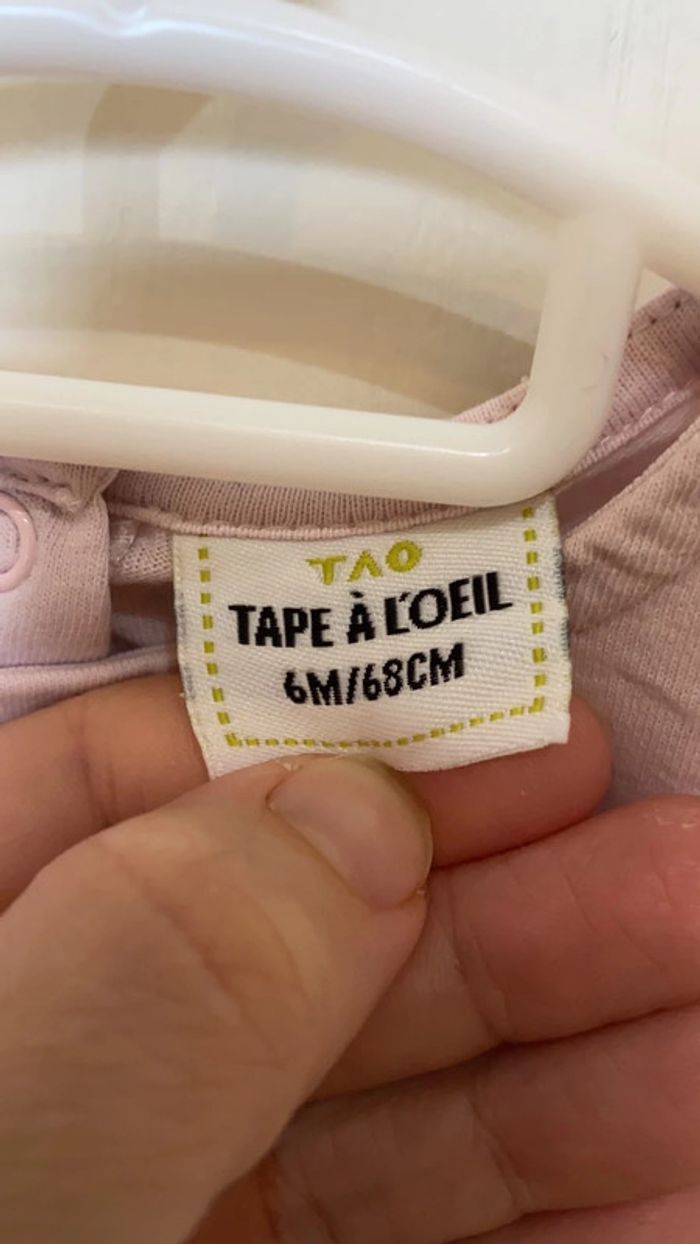 TAO
TAPE À L'OEIL
6M/68CM